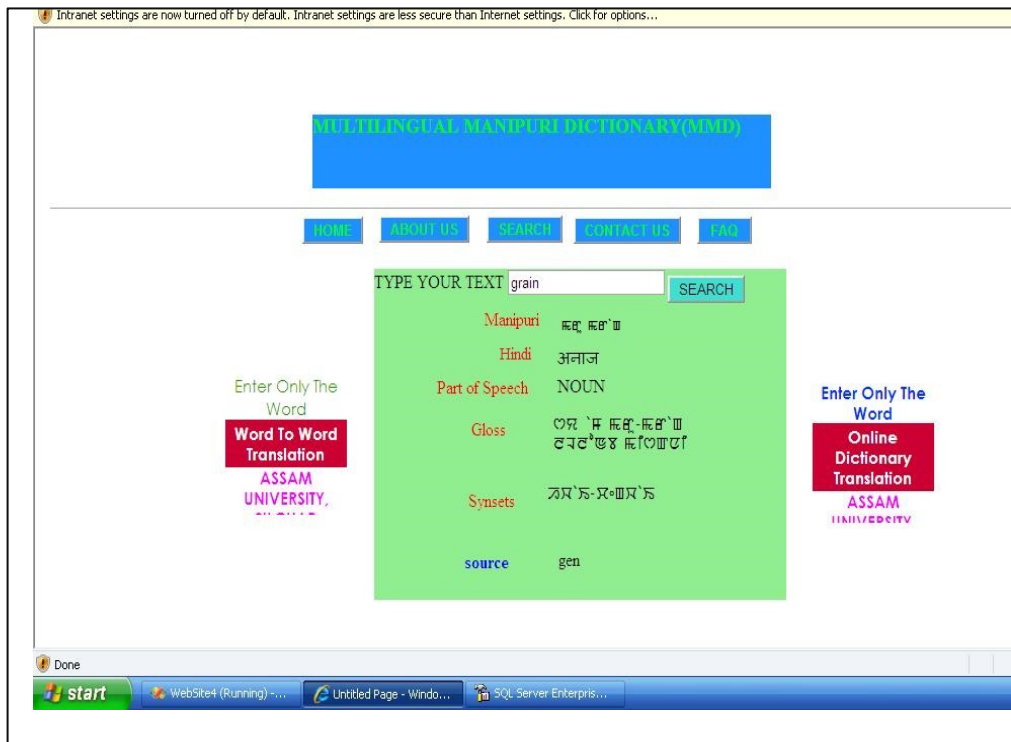 Intranet settings are now turned off by default. Intranet settings are less secure than Internet settings. Click for options...
MULTILINGUAL MANIPURI DICTIONARY(MMD)
HOME ABOUT US SEARCH CONTACT US FAQ
TYPE YOUR TEXT grain SEARCH
Manipuri
Hindi अनाज
Part of Speech NOUN
Gloss
Synsets
source gen
Enter Only The
Word
Word To Word
Translation
ASSAM
UNIVERSITY,
Enter Only The
Word
Online
Dictionary
Translation
ASSAM
UNIVERSITY
Done
start WebSite4 (Running) -... Untitled Page - Windo... SQL Server Enterpris...